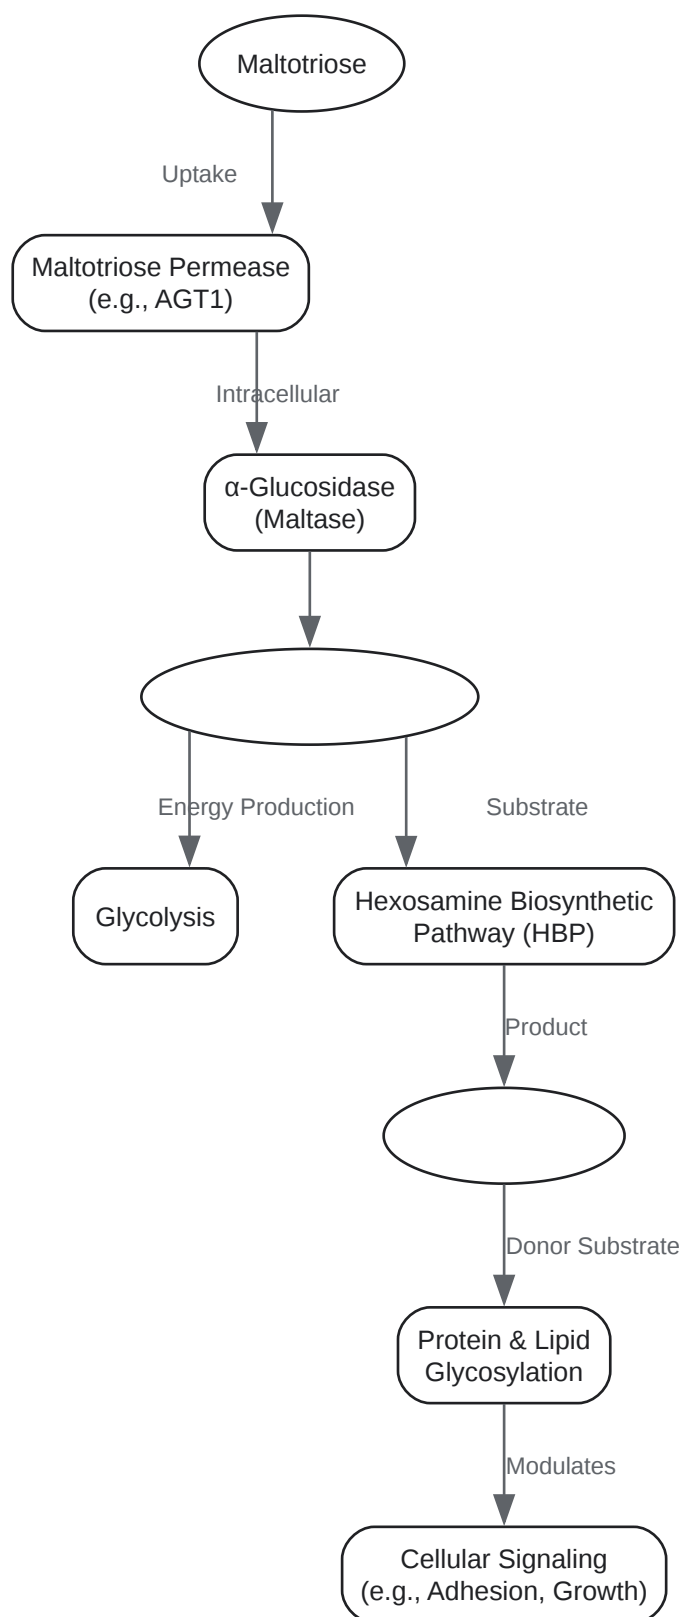 Maltotriose
Uptake
Maltotriose Permease
(e.g., AGT1)
Intracellular
α-Glucosidase
(Maltase)
Energy Production
Substrate
Glycolysis
Hexosamine Biosynthetic
Pathway (HBP)
Product
Donor Substrate
Protein & Lipid
Glycosylation
Modulates
Cellular Signaling
(e.g., Adhesion, Growth)